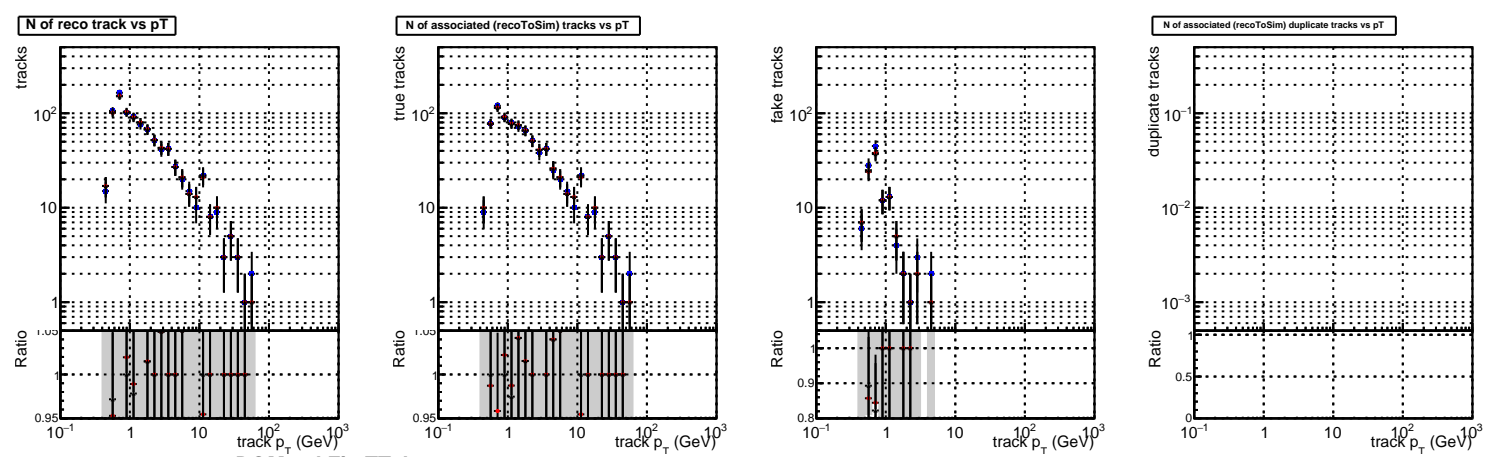 N of reco track vs pT
tracks
10²
10
1
Ratio
1.05
1
0.95
10⁻¹ 1 10 10² 10³
track p_T (GeV)
N of associated (recoToSim) tracks vs pT
true tracks
10²
10
1
Ratio
1.05
1
0.95
10⁻¹ 1 10 10² 10³
track p_T (GeV)
fake tracks
10²
10
1
Ratio
1
0.9
0.8
10⁻¹ 1 10 10² 10³
track p_T (GeV)
N of associated (recoToSim) duplicate tracks vs pT
duplicate tracks
10⁻¹
10⁻²
10⁻³
Ratio
1
0.5
0
10⁻¹ 1 10 10² 10³
track p_T (GeV)